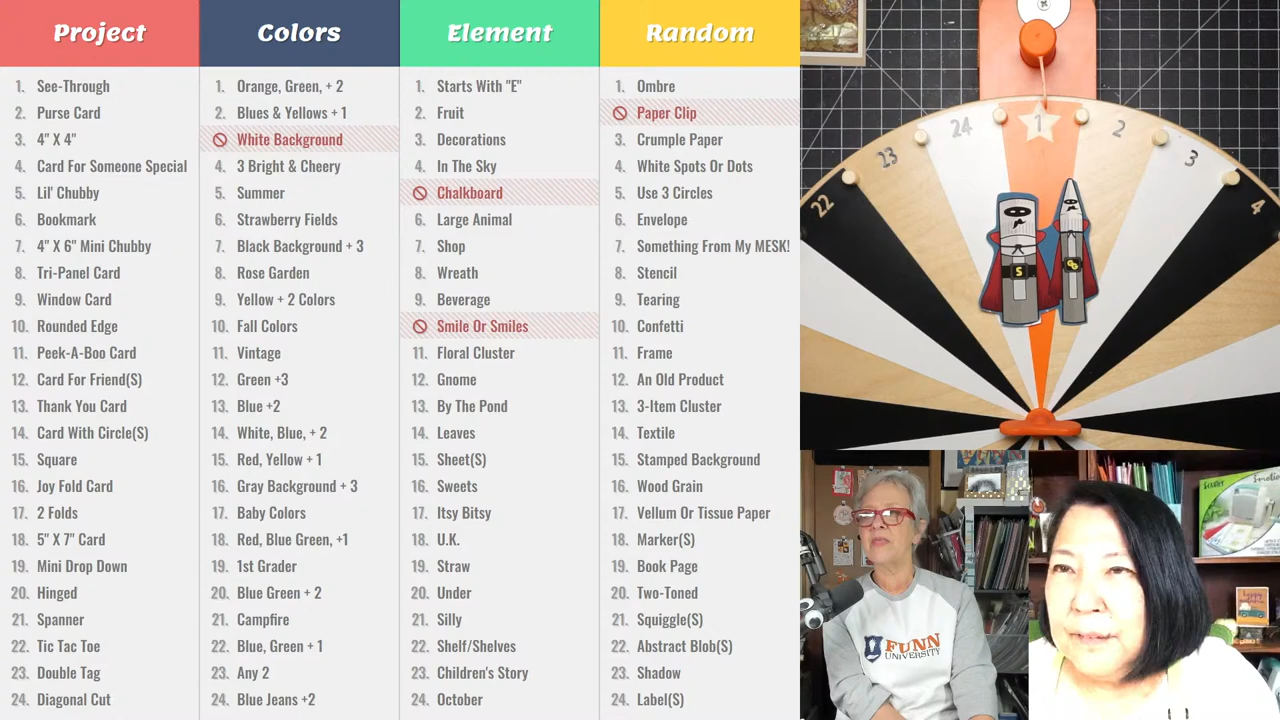 Project
1. See-Through
2. Purse Card
3. 4" X 4"
4. Card For Someone Special
5. Lil' Chubby
6. Bookmark
7. 4" X 6" Mini Chubby
8. Tri-Panel Card
9. Window Card
10. Rounded Edge
11. Peek-A-Boo Card
12. Card For Friend(S)
13. Thank You Card
14. Card With Circle(S)
15. Square
16. Joy Fold Card
17. 2 Folds
18. 5" X 7" Card
19. Mini Drop Down
20. Hinged
21. Spanner
22. Tic Tac Toe
23. Double Tag
24. Diagonal Cut
Colors
1. Orange, Green, + 2
2. Blues & Yellows + 1
White Background
4. 3 Bright & Cheery
5. Summer
6. Strawberry Fields
7. Black Background + 3
8. Rose Garden
9. Yellow + 2 Colors
10. Fall Colors
11. Vintage
12. Green +3
13. Blue +2
14. White, Blue, + 2
15. Red, Yellow + 1
16. Gray Background + 3
17. Baby Colors
18. Red, Blue Green, +1
19. 1st Grader
20. Blue Green + 2
21. Campfire
22. Blue, Green + 1
23. Any 2
24. Blue Jeans +2
Element
1. Starts With "E"
2. Fruit
3. Decorations
4. In The Sky
Chalkboard
6. Large Animal
7. Shop
8. Wreath
9. Beverage
Smile Or Smiles
11. Floral Cluster
12. Gnome
13. By The Pond
14. Leaves
15. Sheet(S)
16. Sweets
17. Itsy Bitsy
18. U.K.
19. Straw
20. Under
21. Silly
22. Shelf/Shelves
23. Children's Story
24. October
Random
1. Ombre
Paper Clip
3. Crumple Paper
4. White Spots Or Dots
5. Use 3 Circles
6. Envelope
7. Something From My MESK!
8. Stencil
9. Tearing
10. Confetti
11. Frame
12. An Old Product
13. 3-Item Cluster
14. Textile
15. Stamped Background
16. Wood Grain
17. Vellum Or Tissue Paper
18. Marker(S)
19. Book Page
20. Two-Toned
21. Squiggle(S)
22. Abstract Blob(S)
23. Shadow
24. Label(S)
22
23
24
1
2
3
4
S
FUNN
UNIVERSITY
Scatter